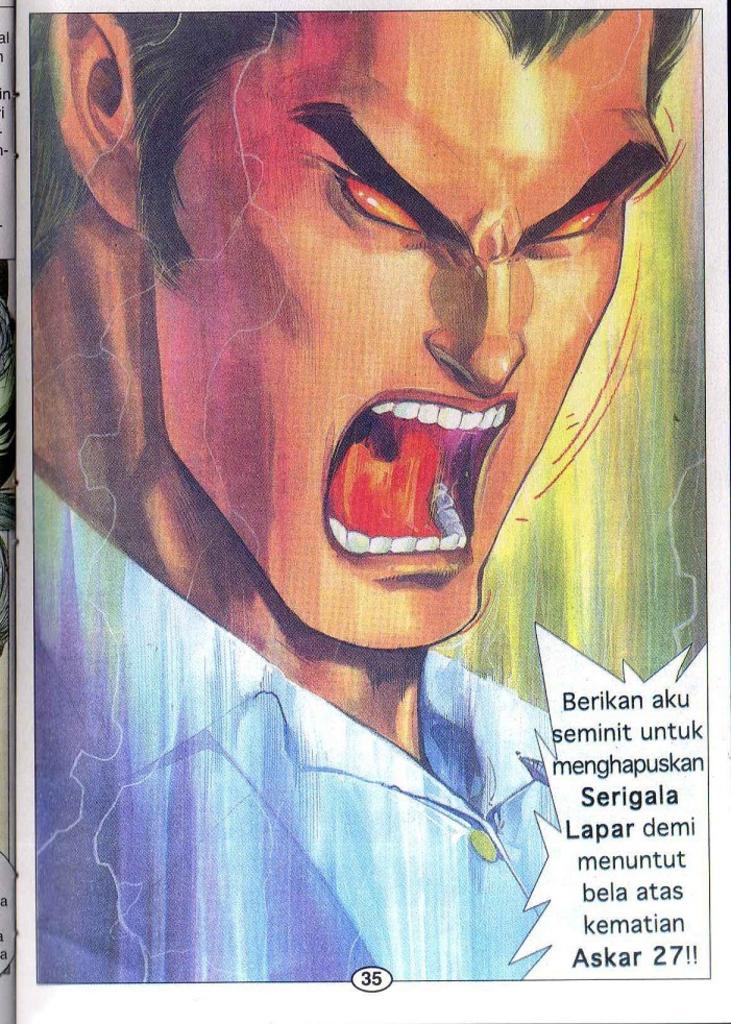 Berikan aku
seminit untuk
menghapuskan
Serigala
Lapar demi
menuntut
bela atas
kematian
Askar 27!!
35